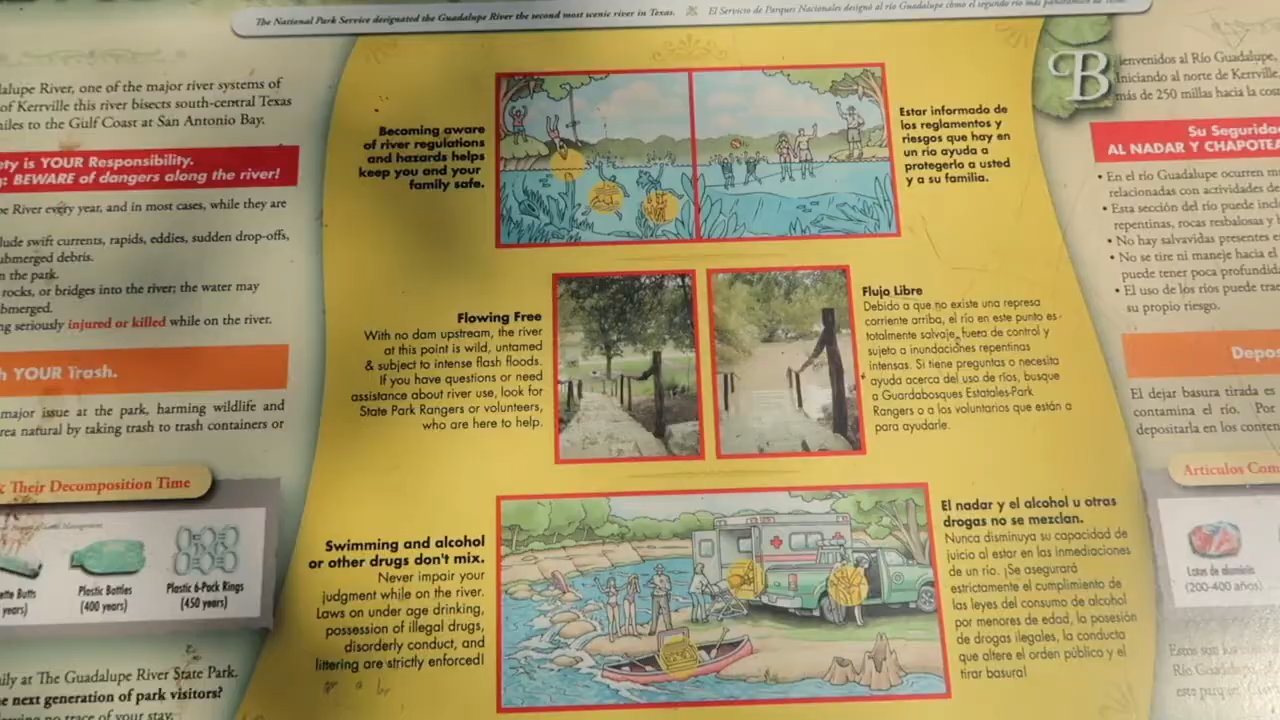 The National Park Service designated the Guadalupe River the second most scenic river in Texas.
El Servicio de Parques Nacionales designó al río Guadalupe cómo el segundo río más
River, one of the major river systems of
of Kerrville this river bisects south-central Texas
to the Gulf Coast at San Antonio Bay.
is YOUR Responsibility.
BEWARE of dangers along the river!
River every year, and in most cases, while they are
swift currents, rapids, eddies, sudden drop-offs,
debris.
the park.
rocks, or bridges into the river; the water may
seriously injured or killed while on the river.
YOUR Trash.
major issue at the park, harming wildlife and
natural by taking trash to trash containers or
& Their Decomposition Time
Butts
years)
Plastic Bottles
(400 years)
Plastic 6-Pack Rings
(450 years)
at The Guadalupe River State Park.
next generation of park visitors?
no trace of your stay.
Becoming aware
of river regulations
and hazards helps
keep you and your
family safe.
Estar informado de
los reglamentos y
riesgos que hay en
un río ayuda a
protegerlo a usted
y a su familia.
Flowing Free
With no dam upstream, the river
at this point is wild, untamed
& subject to intense flash floods.
If you have questions or need
assistance about river use, look for
State Park Rangers or volunteers,
who are here to help.
Flujo Libre
Debido a que no existe una represa
corriente arriba, el río en este punto es
totalmente salvaje, fuera de control y
sujeto a inundaciones repentinas
intensas. Si tiene preguntas o necesita
ayuda acerca del uso de ríos, busque
a Guardabosques Estatales-Park
Rangers o a los voluntarios que están a
para ayudarle.
Swimming and alcohol
or other drugs don't mix.
Never impair your
judgment while on the river.
Laws on under age drinking,
possession of illegal drugs,
disorderly conduct, and
littering are strictly enforced!
El nadar y el alcohol u otras
drogas no se mezclan.
Nunca disminuya su capacidad de
juicio al estar en las inmediaciones
de un río. ¡Se asegurará
estrictamente el cumplimiento de
las leyes del consumo de alcohol
por menores de edad, la posesión
de drogas ilegales, la conducta
que altere el orden público y el
tirar basura!
Bienvenidos al Río Guadalupe,
Iniciando al norte de Kerrville,
más de 250 millas hacia la
Su
AL NADAR Y
• En el río Guadalupe ocurren
relacionadas con actividades
• Esta sección del río puede
repentinas, rocas resbalosas y
• No hay salvavidas presentes
• No se tire ni maneje hacia el
puede tener poca
• El uso de los ríos puede
su propio riesgo.
El dejar basura tirada es
contamina el río. Por
depositarla en los
Artículos
Latas de aluminio
(200-400 años)
Río